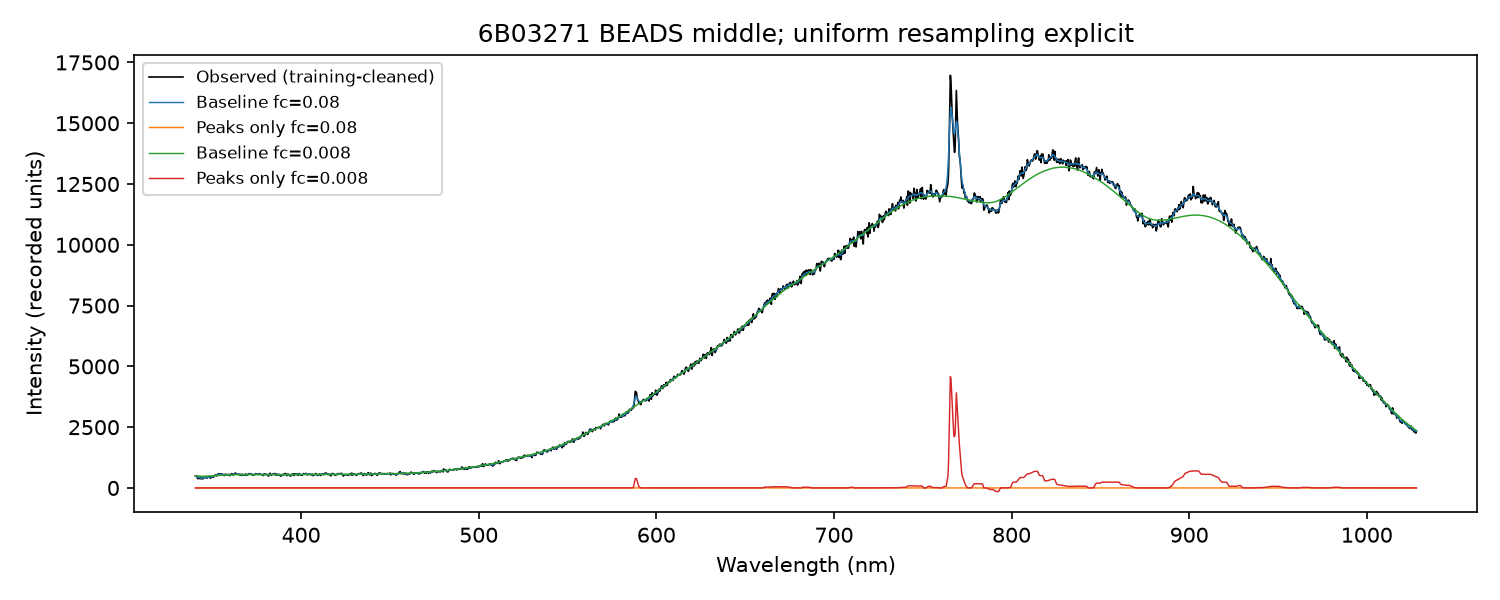 6B03271 BEADS middle; uniform resampling explicit
Observed (training-cleaned)
Baseline fc=0.08
Peaks only fc=0.08
Baseline fc=0.008
Peaks only fc=0.008
Intensity (recorded units)
17500
15000
12500
10000
7500
5000
2500
0
400 500 600 700 800 900 1000
Wavelength (nm)